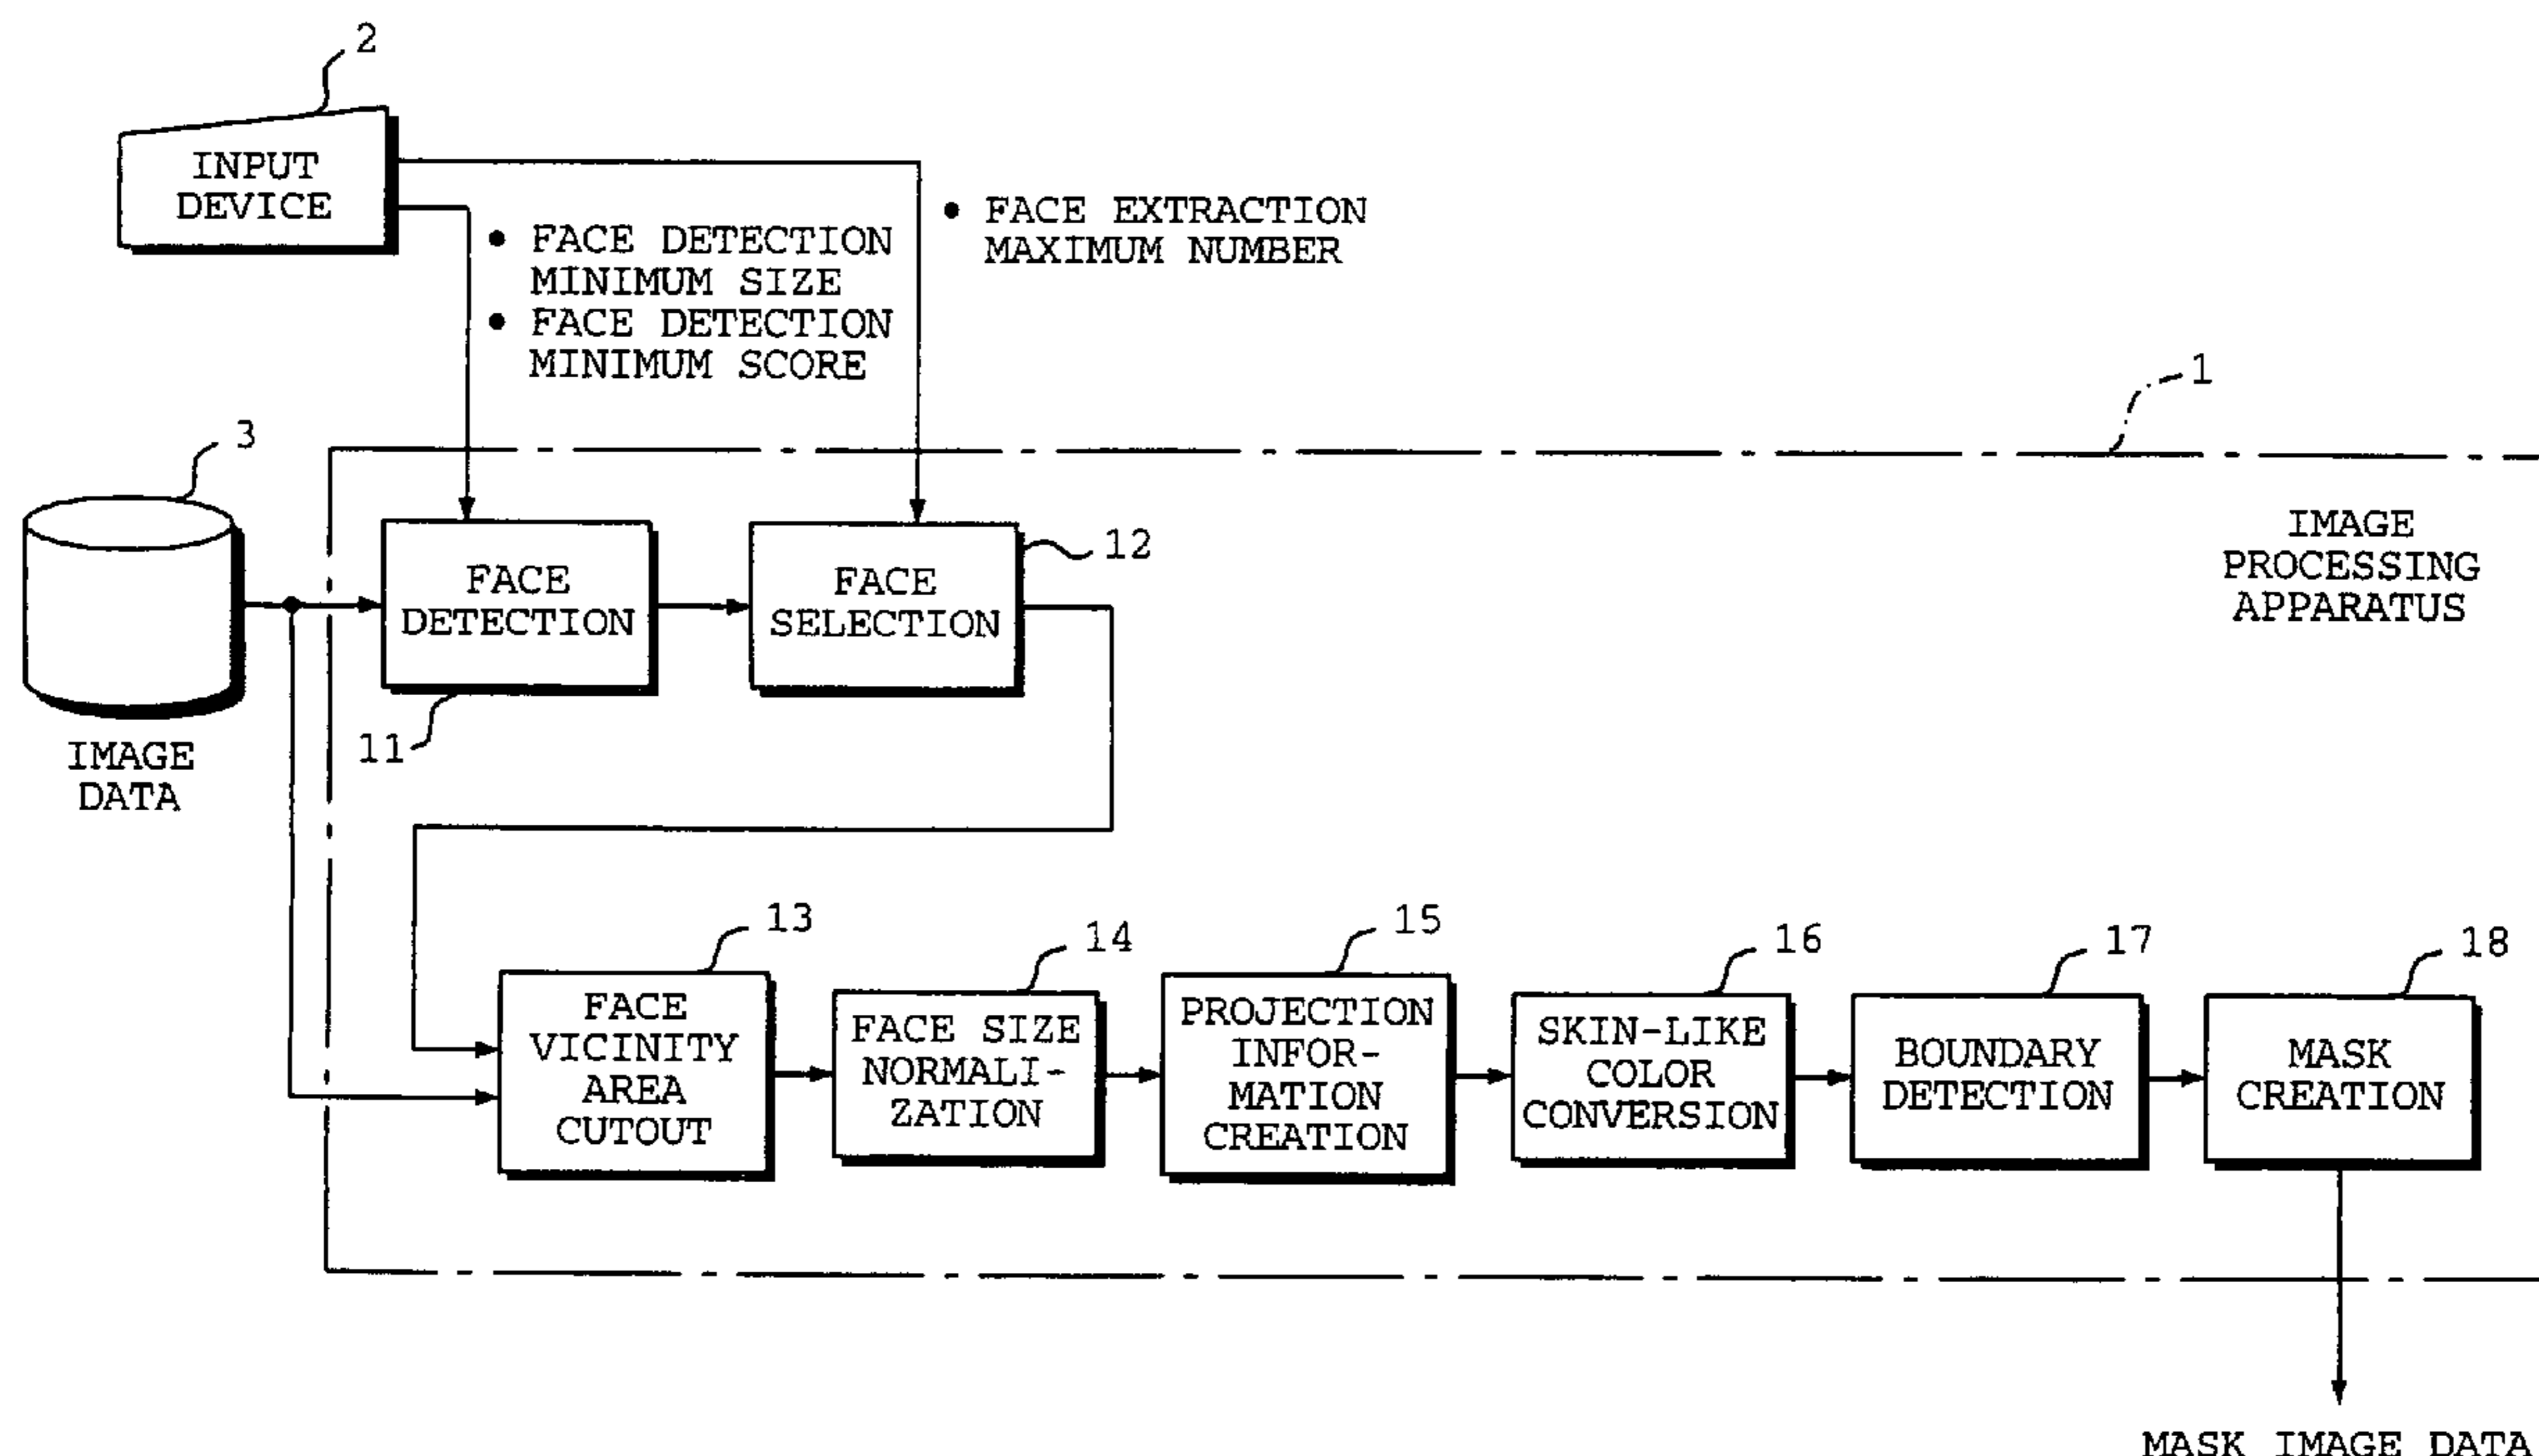 2
INPUT
DEVICE
• FACE DETECTION
MINIMUM SIZE
• FACE DETECTION
MINIMUM SCORE
• FACE EXTRACTION
MAXIMUM NUMBER
1
3
IMAGE
DATA
IMAGE
PROCESSING
APPARATUS
FACE
DETECTION
11
FACE
SELECTION
12
13
FACE
VICINITY
AREA
CUTOUT
14
FACE SIZE
NORMALI-
ZATION
15
PROJECTION
INFOR-
MATION
CREATION
16
SKIN-LIKE
COLOR
CONVERSION
17
BOUNDARY
DETECTION
18
MASK
CREATION
MASK IMAGE DATA